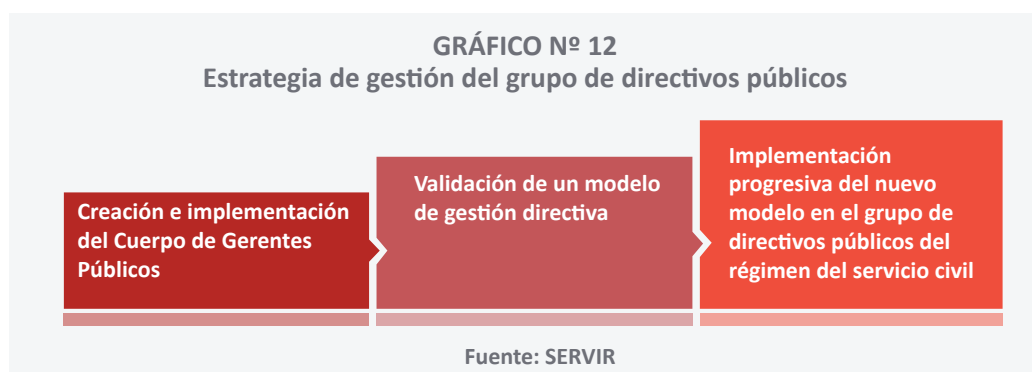 GRÁFICO Nº 12
Estrategia de gestión del grupo de directivos públicos
Creación e implementación
del Cuerpo de Gerentes
Públicos
Validación de un modelo
de gestión directiva
Implementación
progresiva del nuevo
modelo en el grupo de
directivos públicos del
régimen del servicio civil
Fuente: SERVIR